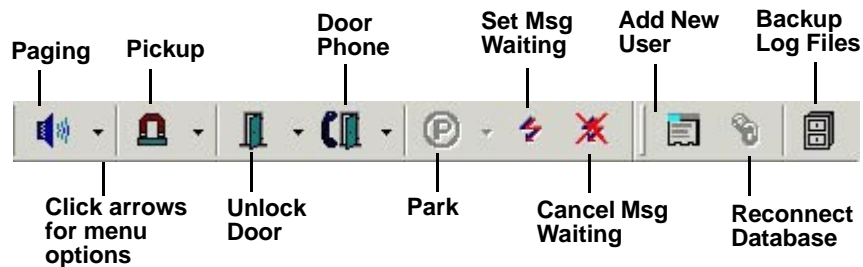 Paging
Pickup
Door
Phone
Set Msg
Waiting
Add New
User
Backup
Log Files
P
Click arrows
for menu
options
Unlock
Door
Park
Cancel Msg
Waiting
Reconnect
Database